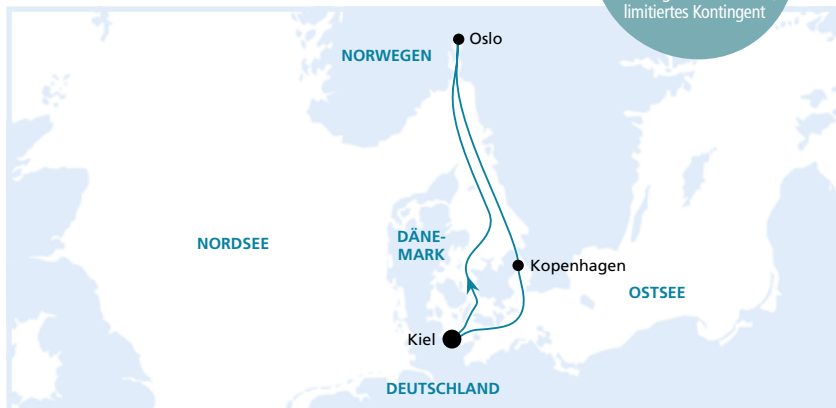 limitiertes Kontingent
Oslo
NORWEGEN
NORDSEE
DÄNE-
MARK
Kopenhagen
OSTSEE
Kiel
DEUTSCHLAND